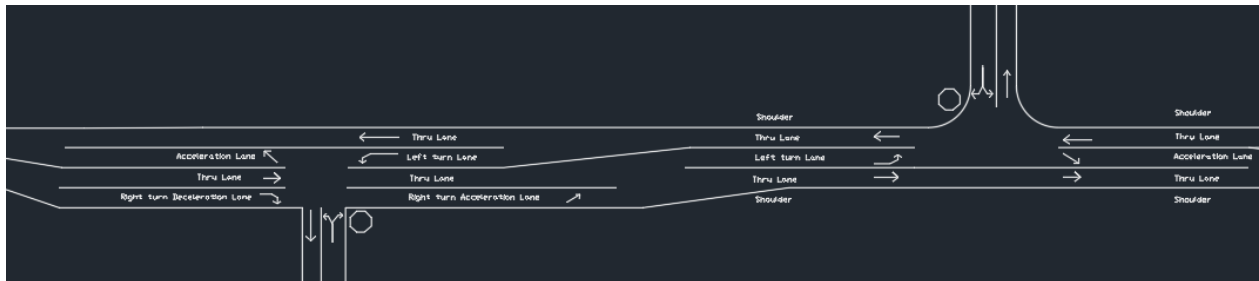 Shoulder
Shoulder
Thru Lane
Thru Lane
Thru Lane
Acceleration Lane
Left turn Lane
Left turn Lane
Acceleration Lane
Thru Lane
Thru Lane
Thru Lane
Thru Lane
Right turn Deceleration Lane
Right turn Acceleration Lane
Shoulder
Shoulder